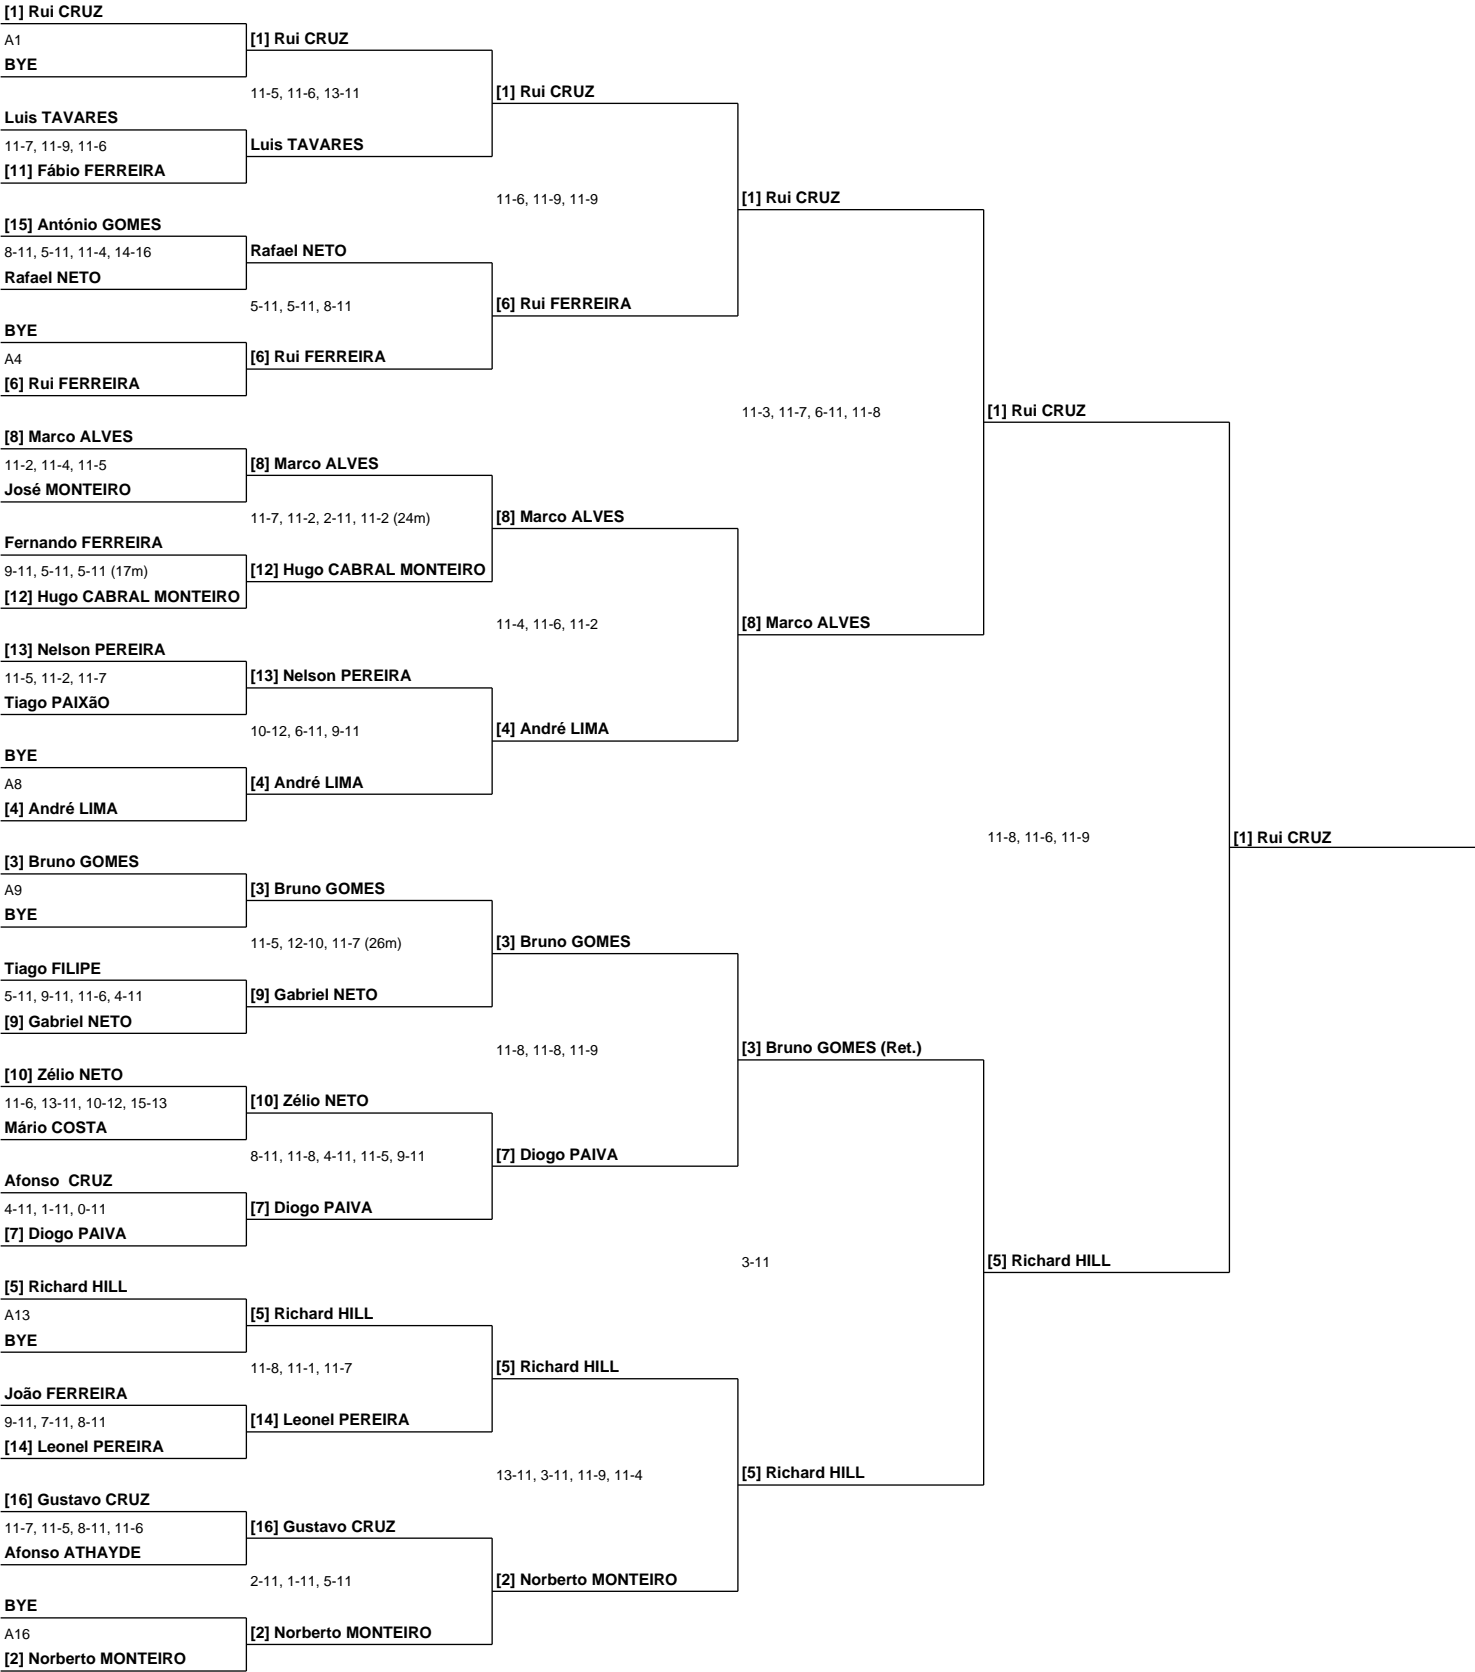 [1] Rui CRUZ
A1
BYE
Luis TAVARES
11-7, 11-9, 11-6
[11] Fábio FERREIRA
[15] António GOMES
8-11, 5-11, 11-4, 14-16
Rafael NETO
BYE
A4
[6] Rui FERREIRA
[8] Marco ALVES
11-2, 11-4, 11-5
José MONTEIRO
Fernando FERREIRA
9-11, 5-11, 5-11 (17m)
[12] Hugo CABRAL MONTEIRO
[13] Nelson PEREIRA
11-5, 11-2, 11-7
Tiago PAIXãO
BYE
A8
[4] André LIMA
[3] Bruno GOMES
A9
BYE
Tiago FILIPE
5-11, 9-11, 11-6, 4-11
[9] Gabriel NETO
[10] Zélio NETO
11-6, 13-11, 10-12, 15-13
Mário COSTA
Afonso  CRUZ
4-11, 1-11, 0-11
[7] Diogo PAIVA
[5] Richard HILL
A13
BYE
João FERREIRA
9-11, 7-11, 8-11
[14] Leonel PEREIRA
[16] Gustavo CRUZ
11-7, 11-5, 8-11, 11-6
Afonso ATHAYDE
BYE
A16
[2] Norberto MONTEIRO
[1] Rui CRUZ
11-5, 11-6, 13-11
Luis TAVARES
Rafael NETO
5-11, 5-11, 8-11
[6] Rui FERREIRA
[8] Marco ALVES
11-7, 11-2, 2-11, 11-2 (24m)
[12] Hugo CABRAL MONTEIRO
[13] Nelson PEREIRA
10-12, 6-11, 9-11
[4] André LIMA
[3] Bruno GOMES
11-5, 12-10, 11-7 (26m)
[9] Gabriel NETO
[10] Zélio NETO
8-11, 11-8, 4-11, 11-5, 9-11
[7] Diogo PAIVA
[5] Richard HILL
11-8, 11-1, 11-7
[14] Leonel PEREIRA
[16] Gustavo CRUZ
2-11, 1-11, 5-11
[2] Norberto MONTEIRO
[1] Rui CRUZ
11-6, 11-9, 11-9
[6] Rui FERREIRA
[8] Marco ALVES
11-4, 11-6, 11-2
[4] André LIMA
[3] Bruno GOMES
11-8, 11-8, 11-9
[7] Diogo PAIVA
[5] Richard HILL
13-11, 3-11, 11-9, 11-4
[2] Norberto MONTEIRO
[1] Rui CRUZ
11-3, 11-7, 6-11, 11-8
[8] Marco ALVES
[3] Bruno GOMES (Ret.)
3-11
[5] Richard HILL
[1] Rui CRUZ
11-8, 11-6, 11-9
[5] Richard HILL
[1] Rui CRUZ